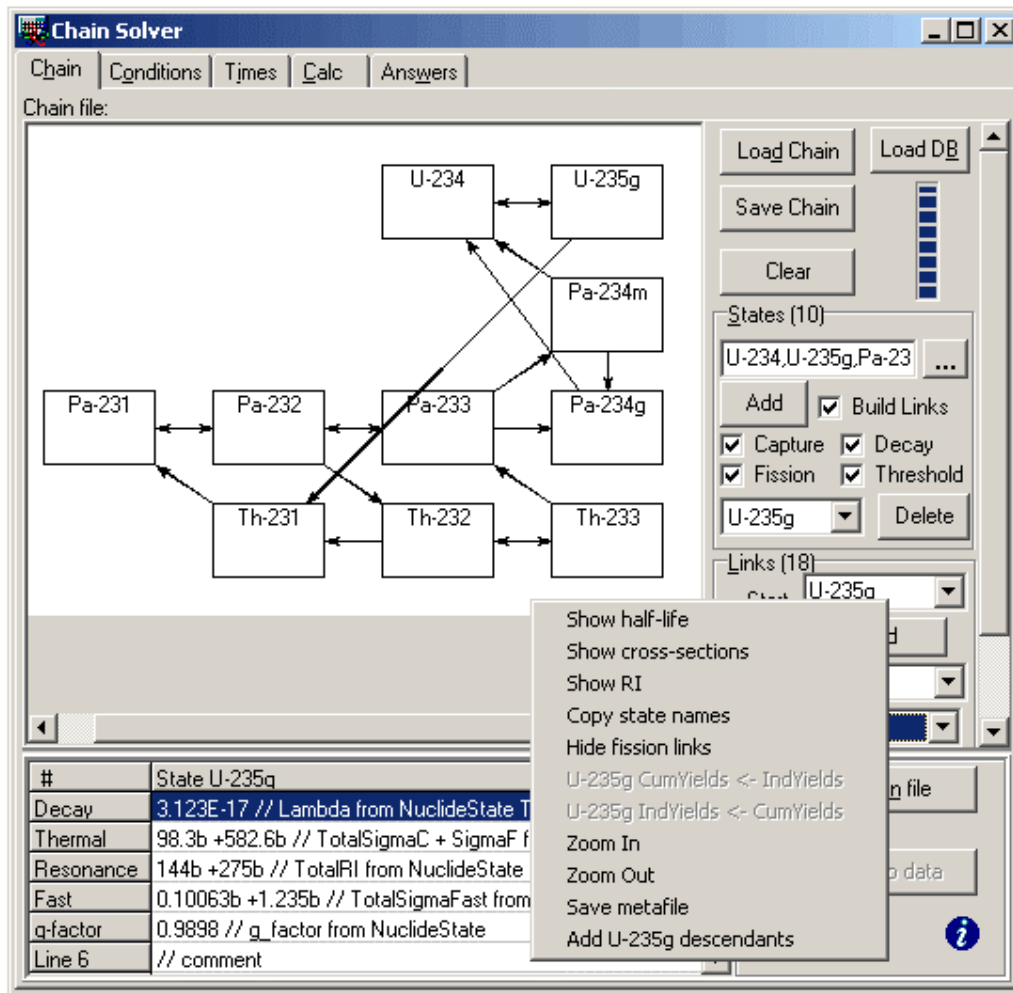 Chain Solver
Chain Conditions Times Calc Answers
Chain file:
U-234 U-235g
Pa-234m
Pa-231 Pa-232 Pa-233 Pa-234g
Th-231 Th-232 Th-233
Load Chain Load DB
Save Chain
Clear
States (10)
U-234,U-235g,Pa-23 ...
Add Build Links
Capture Decay
Fission Threshold
U-235g Delete
Links (18)
Start U-235g
Show half-life
Show cross-sections
Show RI
Copy state names
Hide fission links
U-235g CumYields <- IndYields
U-235g IndYields <- CumYields
Zoom In
Zoom Out
Save metafile
Add U-235g descendants
# State U-235g
Decay 3.123E-17 // Lambda from NuclideState T
Thermal 98.3b +582.6b // TotalSigmaC + SigmaF f
Resonance 144b +275b // TotalRI from NuclideState
Fast 0.10063b +1.235b // TotalSigmaFast from
g-factor 0.9898 // g_factor from NuclideState
Line 6 // comment
n file
data